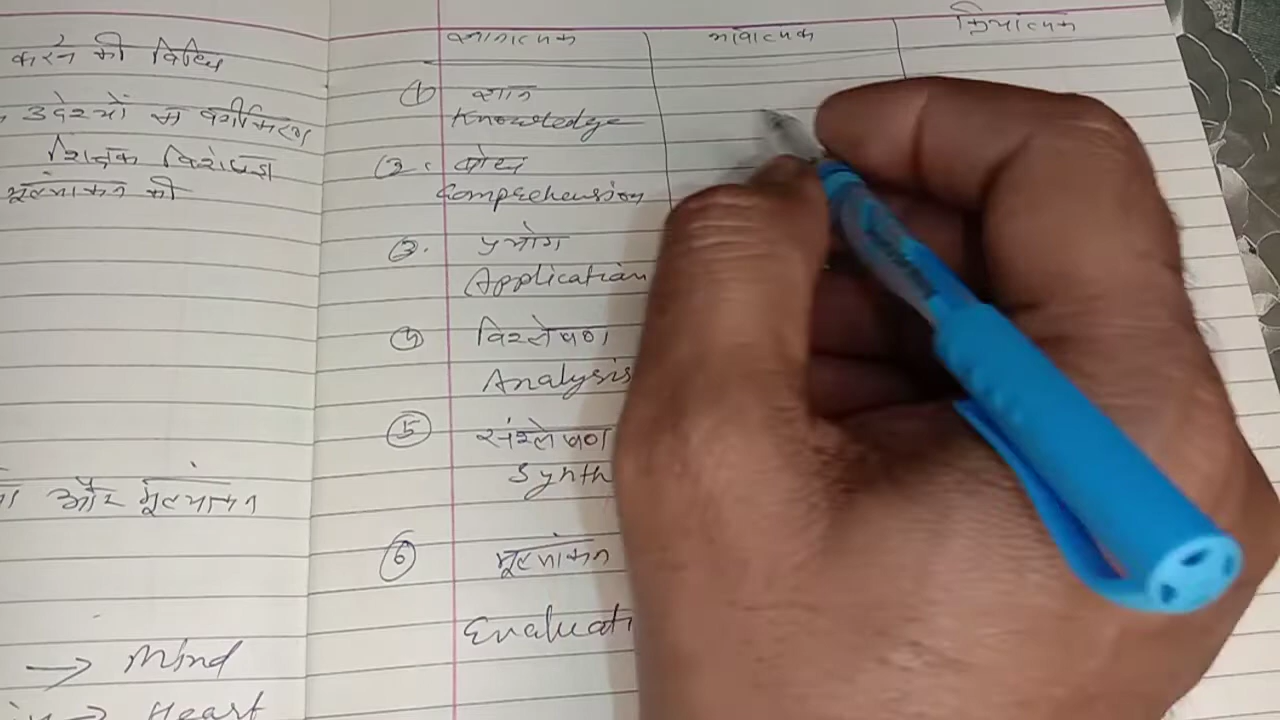 करने की विधि
उद्देश्यों का वर्गीकरण
शिक्षक विशेषज्ञ
मूल्यांकन की
और मूल्यांकन
→ Mind
→ Heart
ज्ञानात्मक भावात्मक क्रियात्मक
① ज्ञान
Knowledge
2. बोध
Comprehension
3. प्रयोग
Application
④ विश्लेषण
Analysis
⑤ संश्लेषण
Synth
⑥ मूल्यांकन
Evaluati